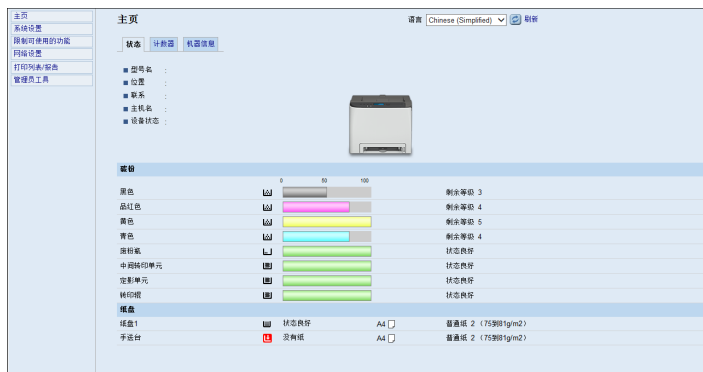 主页
系统设置
限制可使用的功能
网络设置
打印列表/报告
管理员工具
主页
语言 Chinese (Simplified) 刷新
状态 计数器 机器信息
型号名 :
位置 :
联系 :
主机名 :
设备状态 :
碳粉
0 50 100
黑色 剩余等级 3
品红色 剩余等级 4
黄色 剩余等级 5
青色 剩余等级 4
废粉瓶 状态良好
中间转印单元 状态良好
定影单元 状态良好
转印辊 状态良好
纸盘
纸盘1 状态良好 A4 普通纸 2 (75到81g/m2)
手送台 没有纸 A4 普通纸 2 (75到81g/m2)